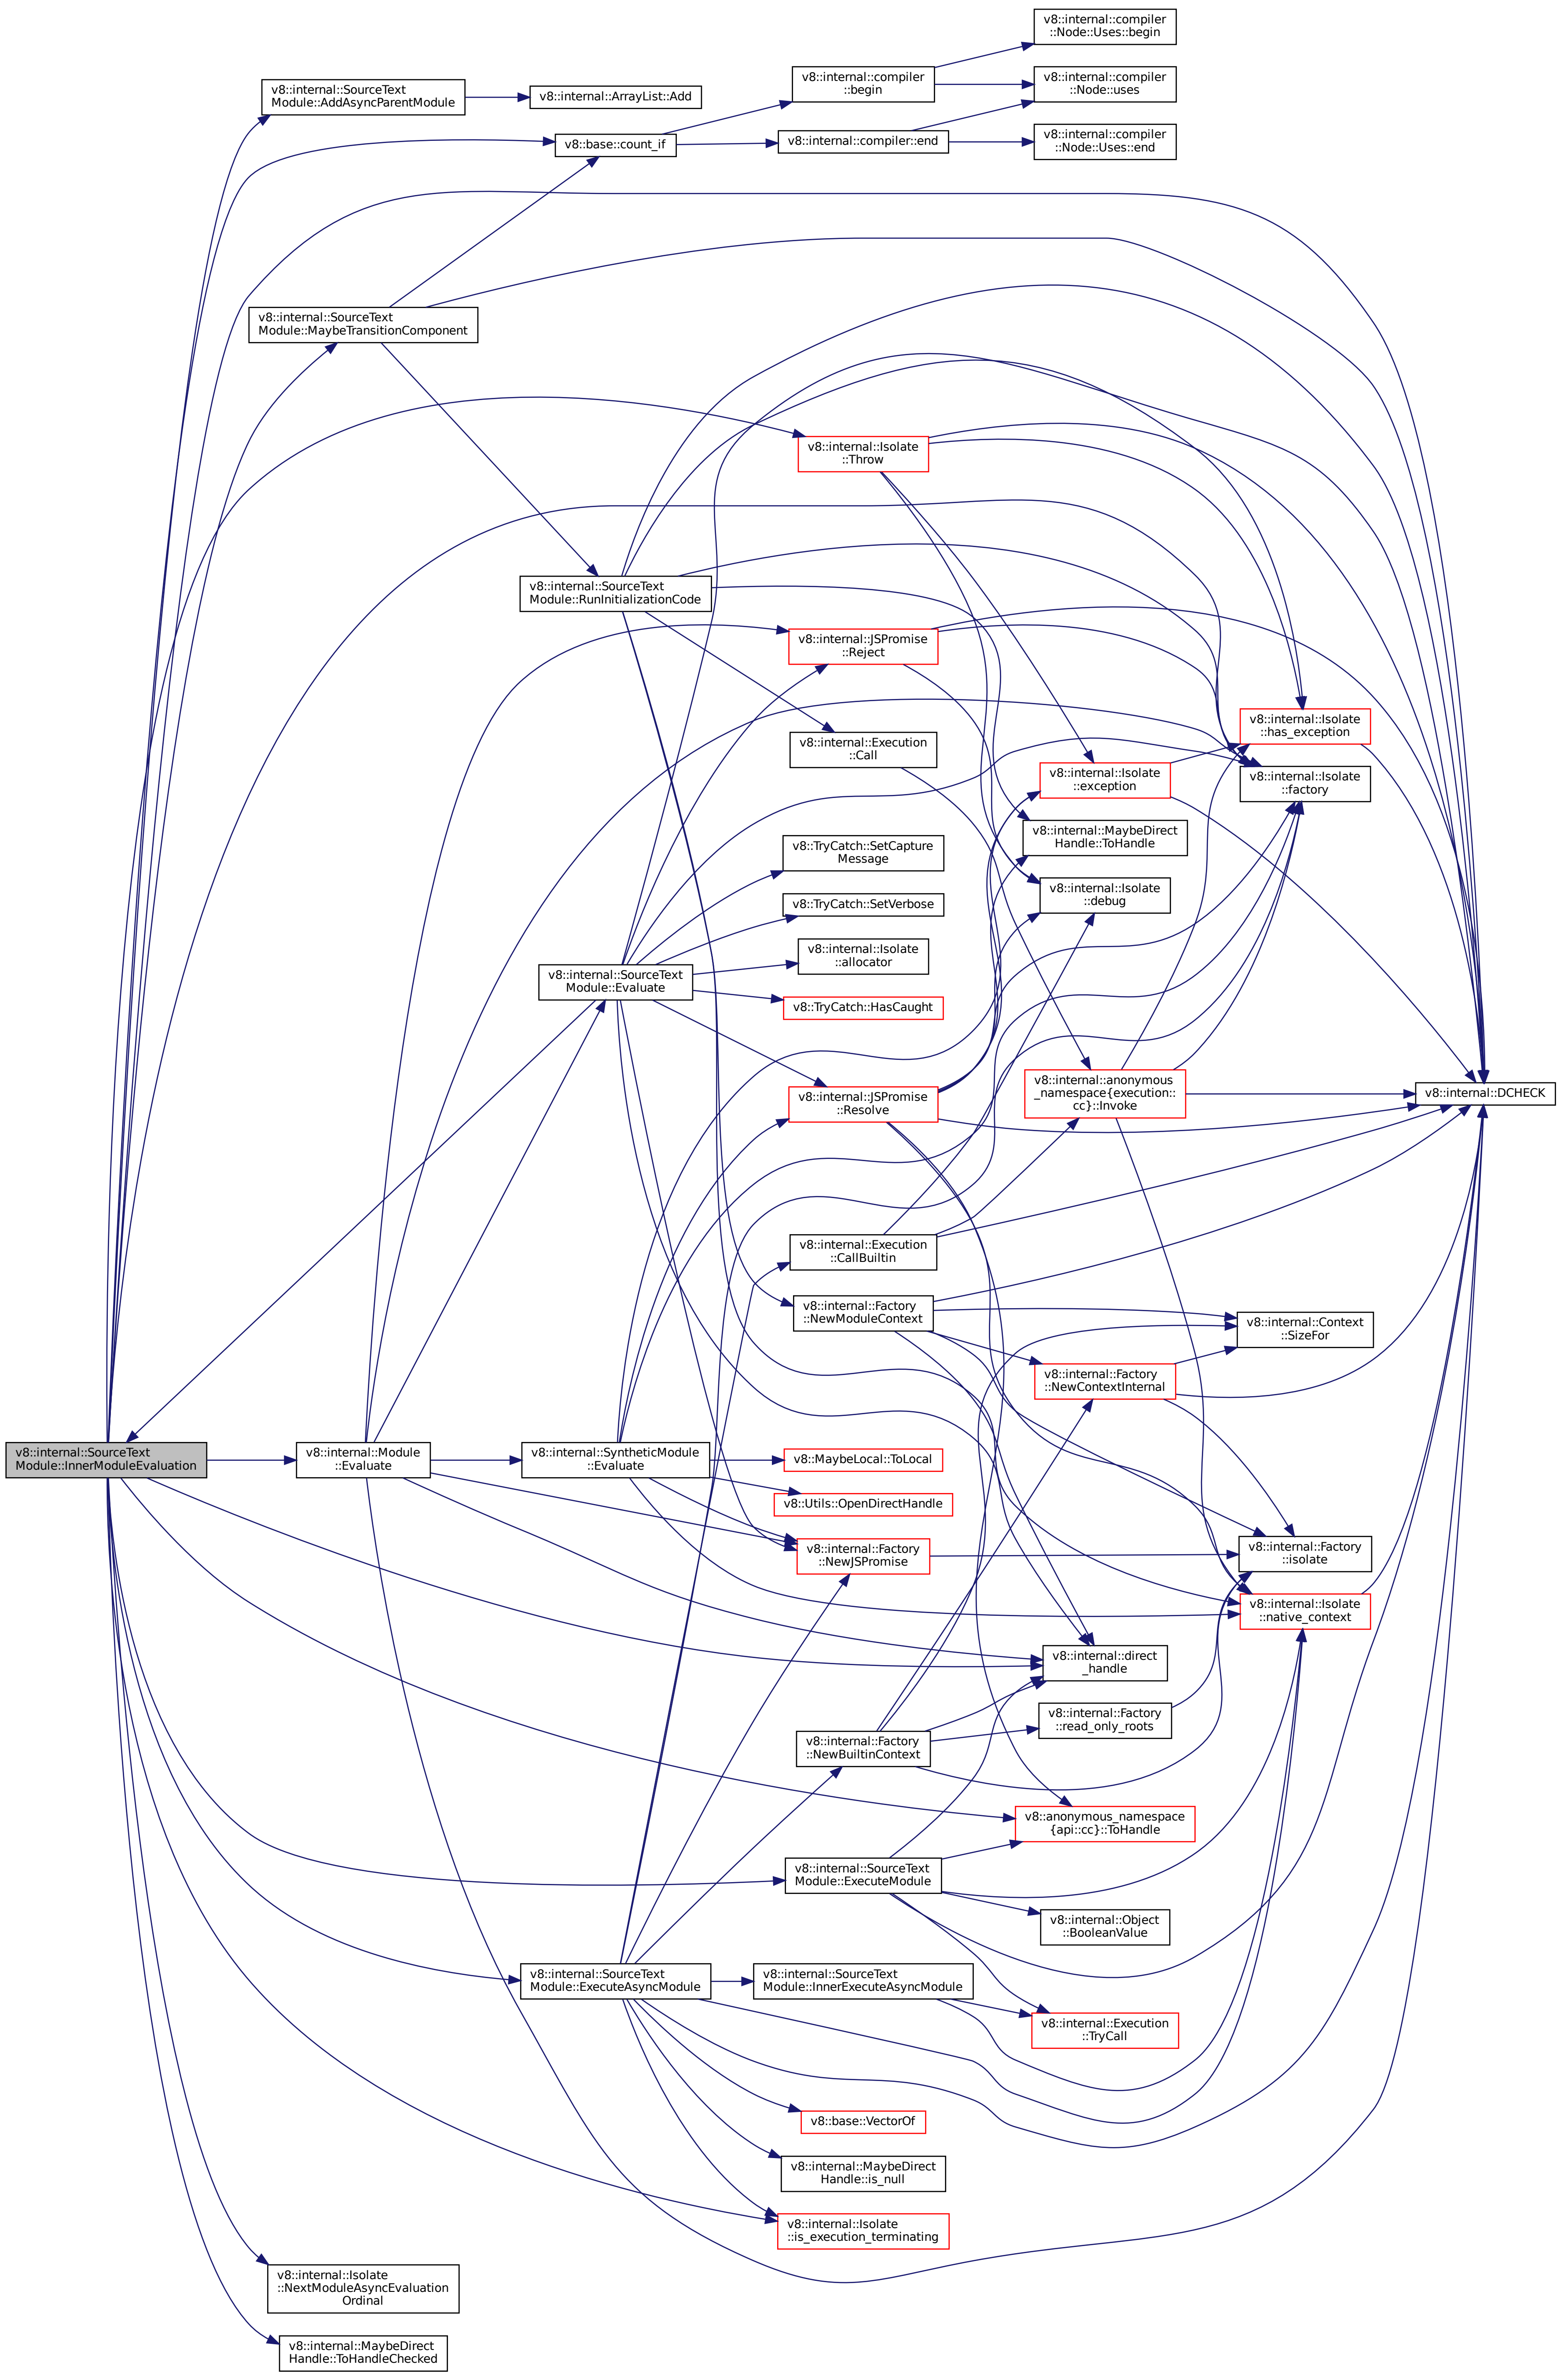 v8::internal::compiler
::Node::Uses::begin
v8::internal::SourceText
Module::AddAsyncParentModule
v8::internal::ArrayList::Add
v8::internal::compiler
::begin
v8::internal::compiler
::Node::uses
v8::base::count_if
v8::internal::compiler::end
v8::internal::compiler
::Node::Uses::end
v8::internal::SourceText
Module::MaybeTransitionComponent
v8::internal::Isolate
::Throw
v8::internal::SourceText
Module::RunInitializationCode
v8::internal::JSPromise
::Reject
v8::internal::Execution
::Call
v8::internal::Isolate
::has_exception
v8::internal::Isolate
::exception
v8::internal::Isolate
::factory
v8::internal::MaybeDirect
Handle::ToHandle
v8::TryCatch::SetCapture
Message
v8::internal::Isolate
::debug
v8::TryCatch::SetVerbose
v8::internal::Isolate
::allocator
v8::internal::SourceText
Module::Evaluate
v8::TryCatch::HasCaught
v8::internal::JSPromise
::Resolve
v8::internal::anonymous
_namespace{execution::
cc}::Invoke
v8::internal::DCHECK
v8::internal::Execution
::CallBuiltin
v8::internal::Factory
::NewModuleContext
v8::internal::Context
::SizeFor
v8::internal::Factory
::NewContextInternal
v8::internal::SourceText
Module::InnerModuleEvaluation
v8::internal::Module
::Evaluate
v8::internal::SyntheticModule
::Evaluate
v8::MaybeLocal::ToLocal
v8::Utils::OpenDirectHandle
v8::internal::Factory
::NewJSPromise
v8::internal::Factory
::isolate
v8::internal::Isolate
::native_context
v8::internal::direct
_handle
v8::internal::Factory
::read_only_roots
v8::internal::Factory
::NewBuiltinContext
v8::anonymous_namespace
{api::cc}::ToHandle
v8::internal::SourceText
Module::ExecuteModule
v8::internal::Object
::BooleanValue
v8::internal::SourceText
Module::ExecuteAsyncModule
v8::internal::SourceText
Module::InnerExecuteAsyncModule
v8::internal::Execution
::TryCall
v8::base::VectorOf
v8::internal::MaybeDirect
Handle::is_null
v8::internal::Isolate
::is_execution_terminating
v8::internal::Isolate
::NextModuleAsyncEvaluation
Ordinal
v8::internal::MaybeDirect
Handle::ToHandleChecked